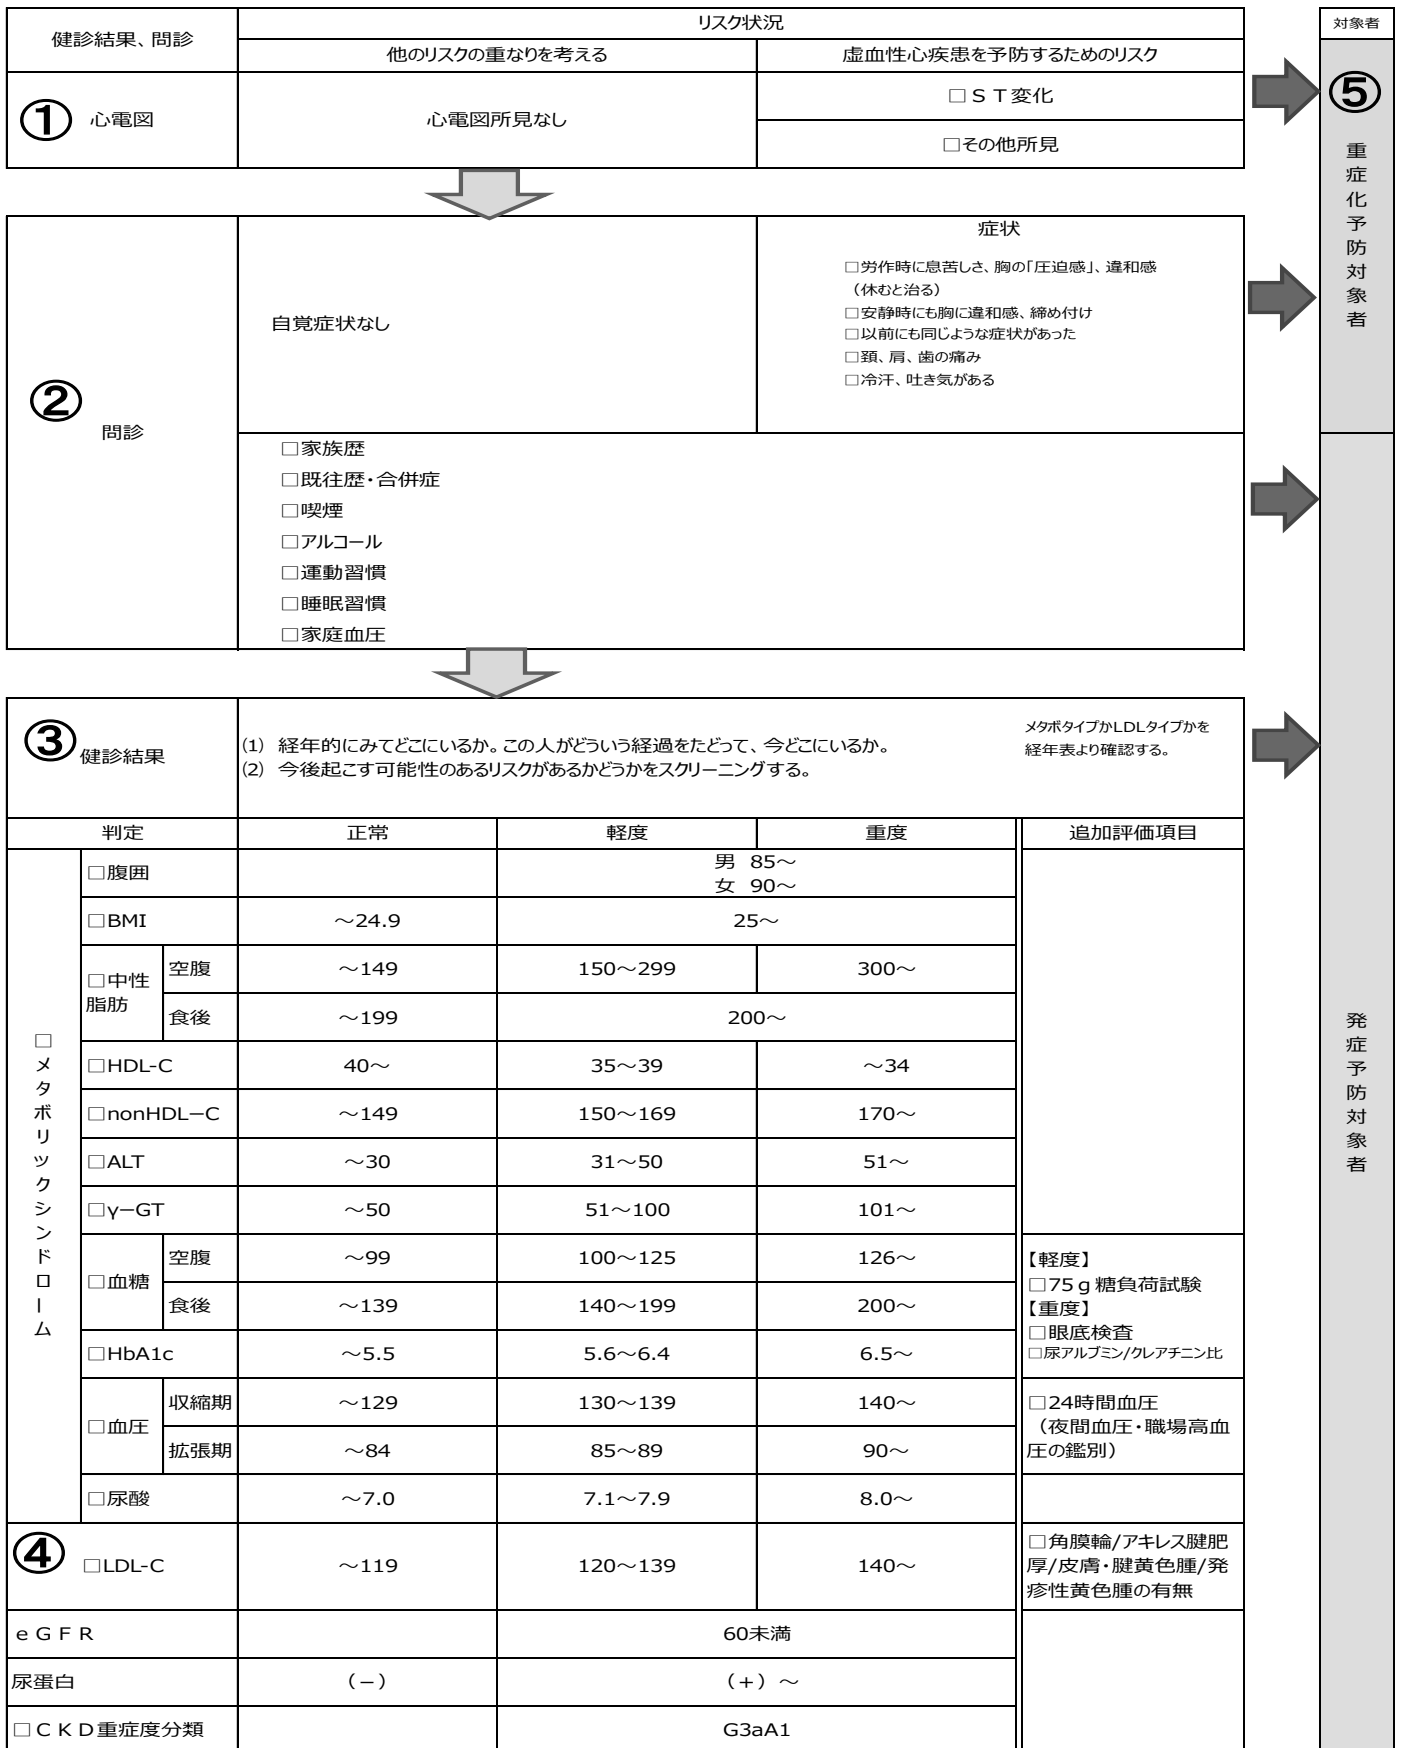 健診結果、問診
リスク状況
対象者
他のリスクの重なりを考える
虚血性心疾患を予防するためのリスク
① 心電図
心電図所見なし
□ＳＴ変化
□その他所見
⑤
重症化予防対象者
② 問診
自覚症状なし
症状
□労作時に息苦しさ、胸の「圧迫感」、違和感
（休むと治る）
□安静時にも胸に違和感、締め付け
□以前にも同じような症状があった
□頚、肩、歯の痛み
□冷汗、吐き気がある
□家族歴
□既往歴・合併症
□喫煙
□アルコール
□運動習慣
□睡眠習慣
□家庭血圧
③ 健診結果
(1) 経年的にみてどこにいるか。この人がどういう経過をたどって、今どこにいるか。
(2) 今後起こす可能性のあるリスクがあるかどうかをスクリーニングする。
メタボタイプかLDLタイプかを
経年表より確認する。
発症予防対象者
判定 正常 軽度 重度 追加評価項目
□メタボリックシンドローム
□腹囲 男 85～
女 90～
□BMI ～24.9 25～
□中性
脂肪
空腹 ～149 150～299 300～
食後 ～199 200～
□HDL-C 40～ 35～39 ～34
□nonHDL－C ～149 150～169 170～
□ALT ～30 31～50 51～
□γ－GT ～50 51～100 101～
□血糖
空腹 ～99 100～125 126～
食後 ～139 140～199 200～
□HbA1c ～5.5 5.6～6.4 6.5～
【軽度】
□75ｇ糖負荷試験
【重度】
□眼底検査
□尿アルブミン/クレアチニン比
□血圧
収縮期 ～129 130～139 140～
拡張期 ～84 85～89 90～
□24時間血圧
（夜間血圧・職場高血
圧の鑑別）
□尿酸 ～7.0 7.1～7.9 8.0～
④ □LDL-C ～119 120～139 140～
□角膜輪/アキレス腱肥
厚/皮膚・腱黄色腫/発
疹性黄色腫の有無
ｅＧＦＲ 60未満
尿蛋白 （－） （+）～
□ＣＫＤ重症度分類 G3aA1